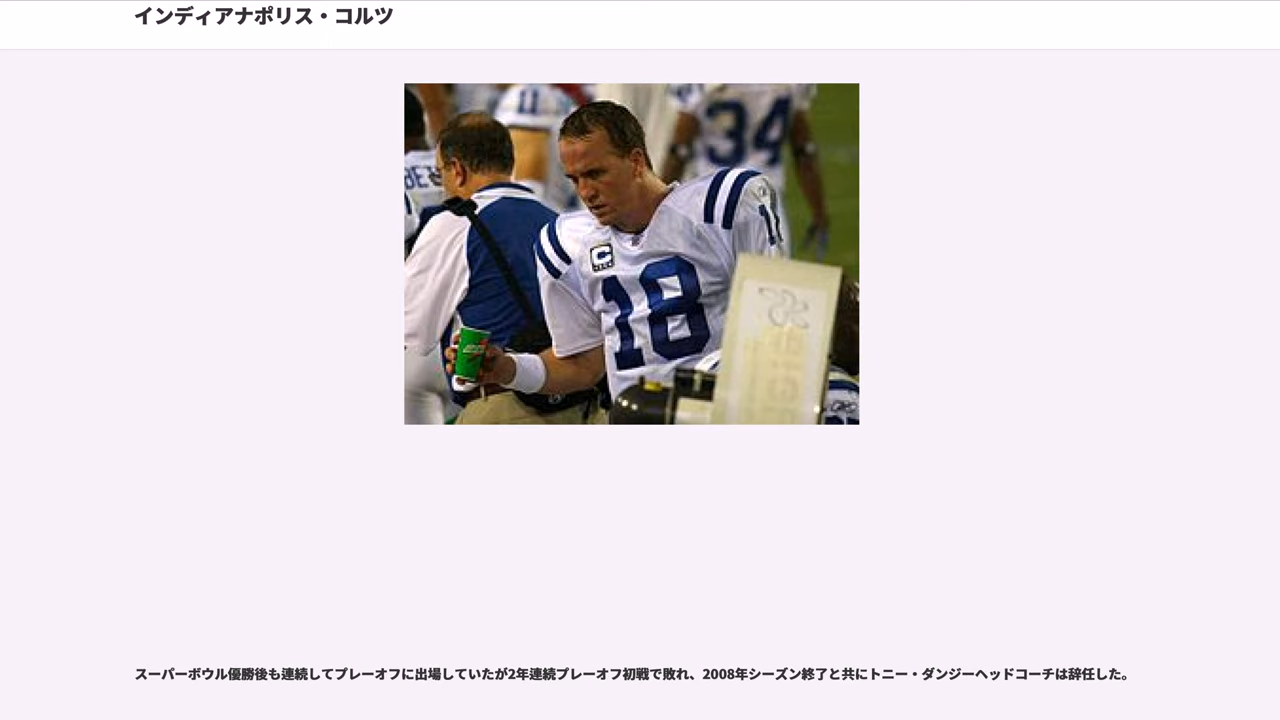 インディアナポリス・コルツ
11
34
18
C
18
スーパーボウル優勝後も連続してプレーオフに出場していたが2年連続プレーオフ初戦で敗れ、2008年シーズン終了と共にトニー・ダンジーヘッドコーチは辞任した。